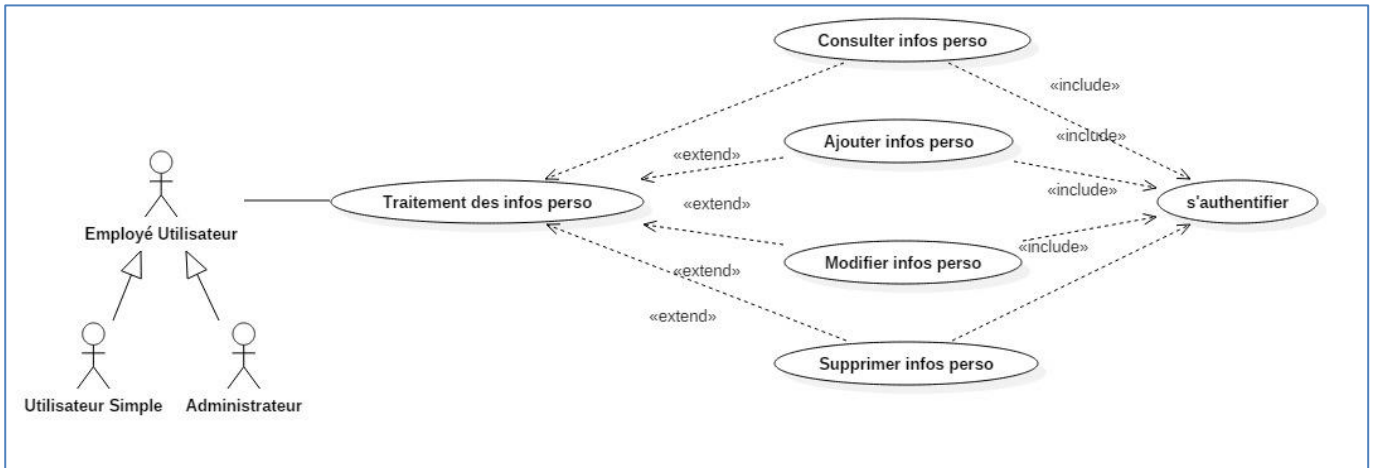 Consulter infos perso
«include»
Ajouter infos perso
«include»
«extend»
«include»
Traitement des infos perso
«extend»
s'authentifier
Employé Utilisateur
«include»
Modifier infos perso
«extend»
«extend»
Supprimer infos perso
Utilisateur Simple
Administrateur